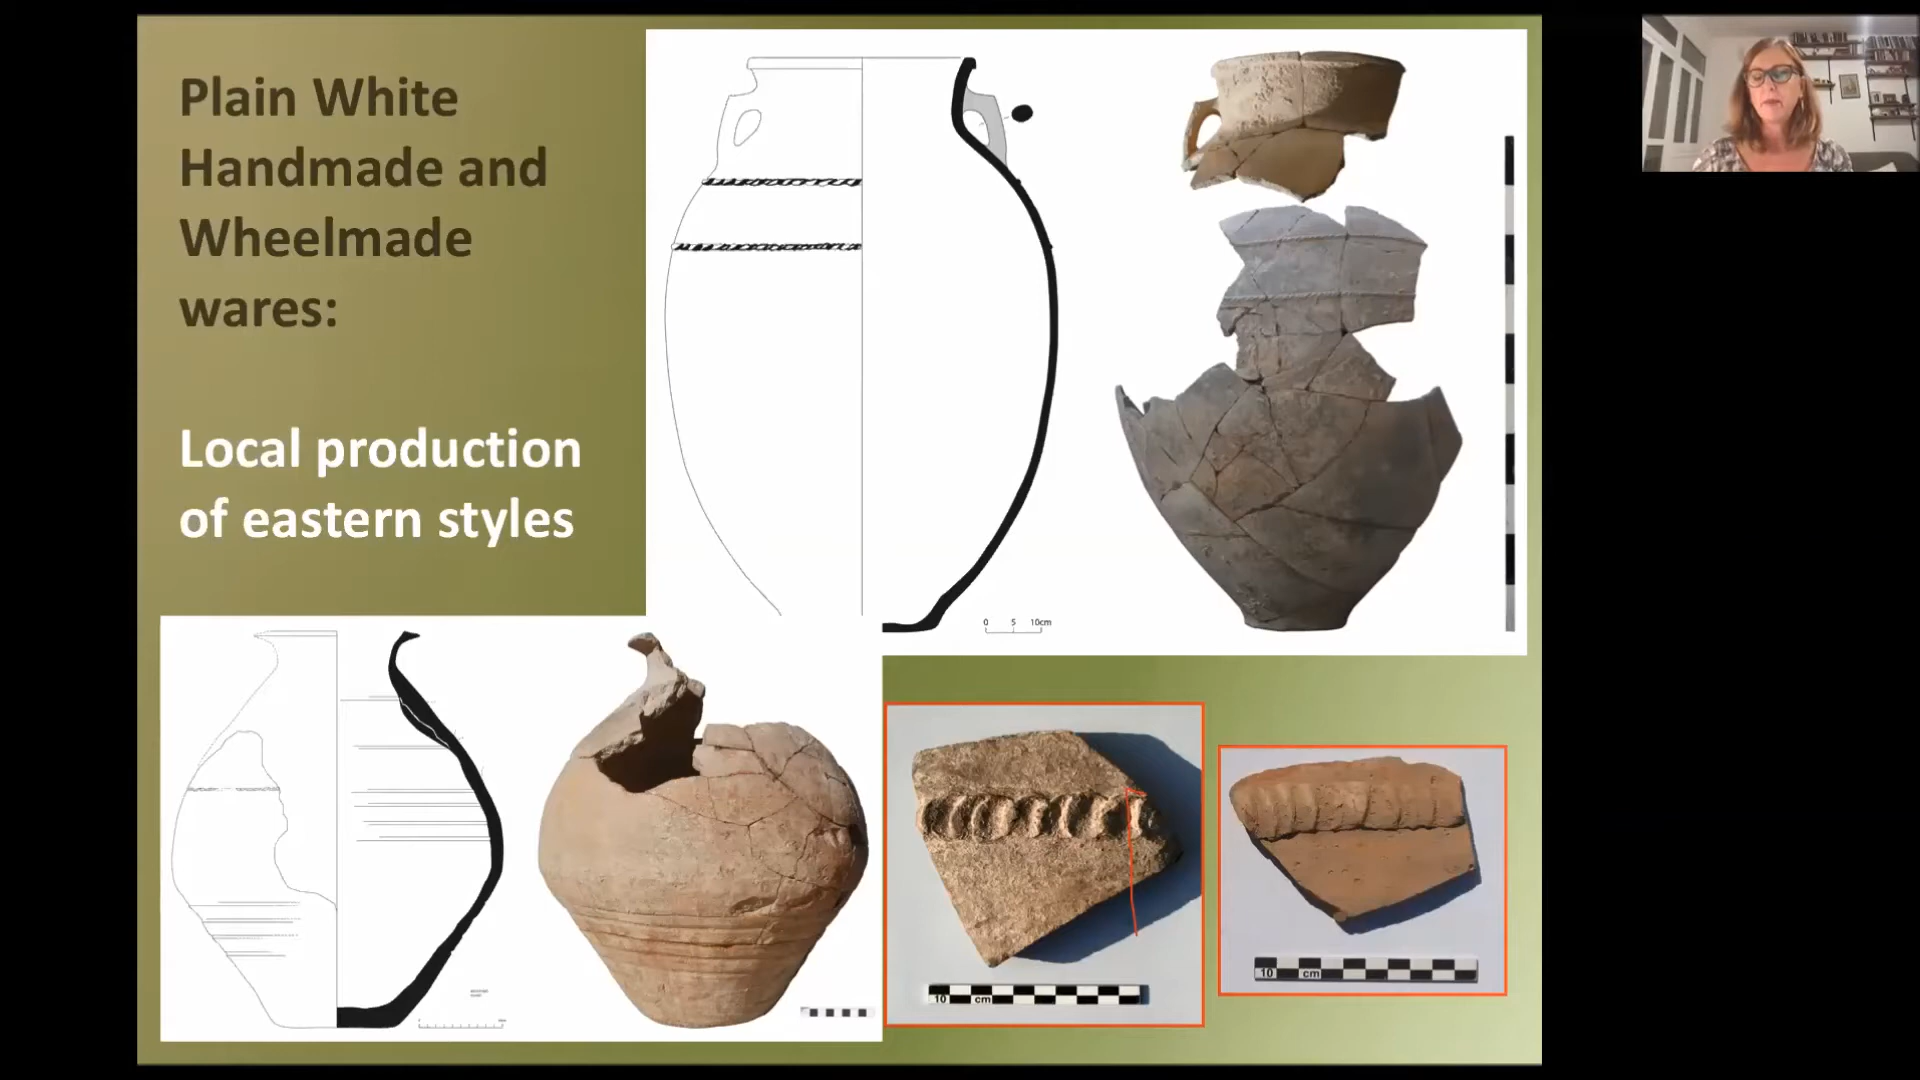 Plain White
Handmade and
Wheelmade
wares:
Local production
of eastern styles
0 5 10cm
10 cm
10 cm